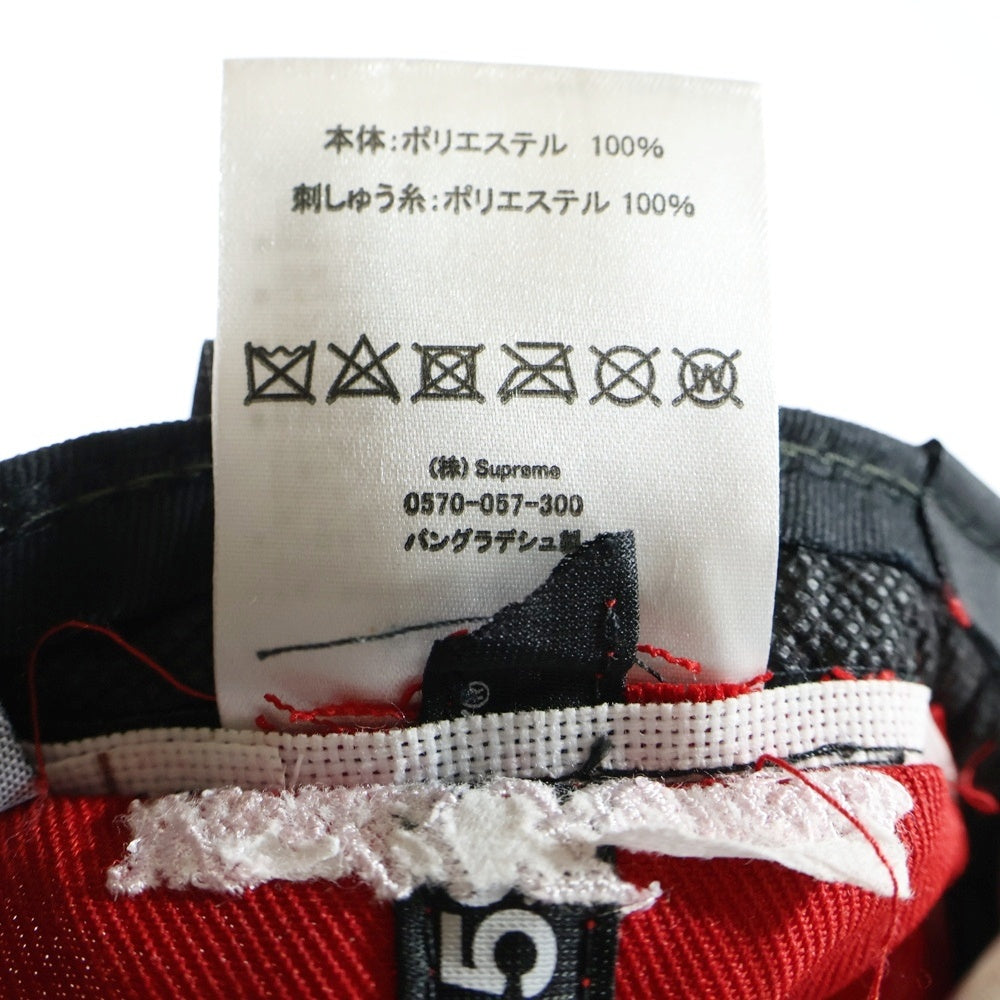 本体:ポリエステル 100%
刺しゅう糸:ポリエステル 100%
W
(株) Supreme
0570-057-300
バングラデシュ製
®
5